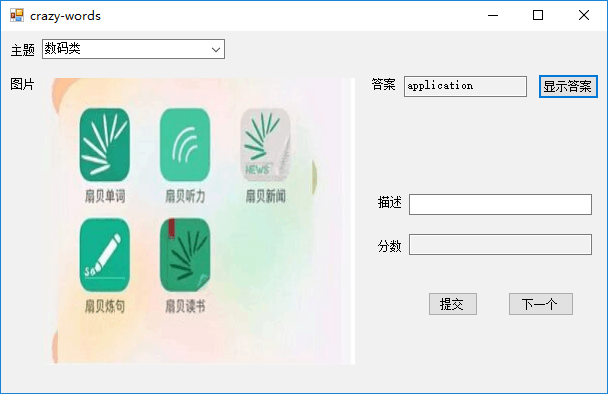 crazy-words
主题 数码类
图片
答案 application 显示答案
NEWS
扇贝单词 扇贝听力 扇贝新闻
描述
分数
扇贝炼句 扇贝读书
提交 下一个